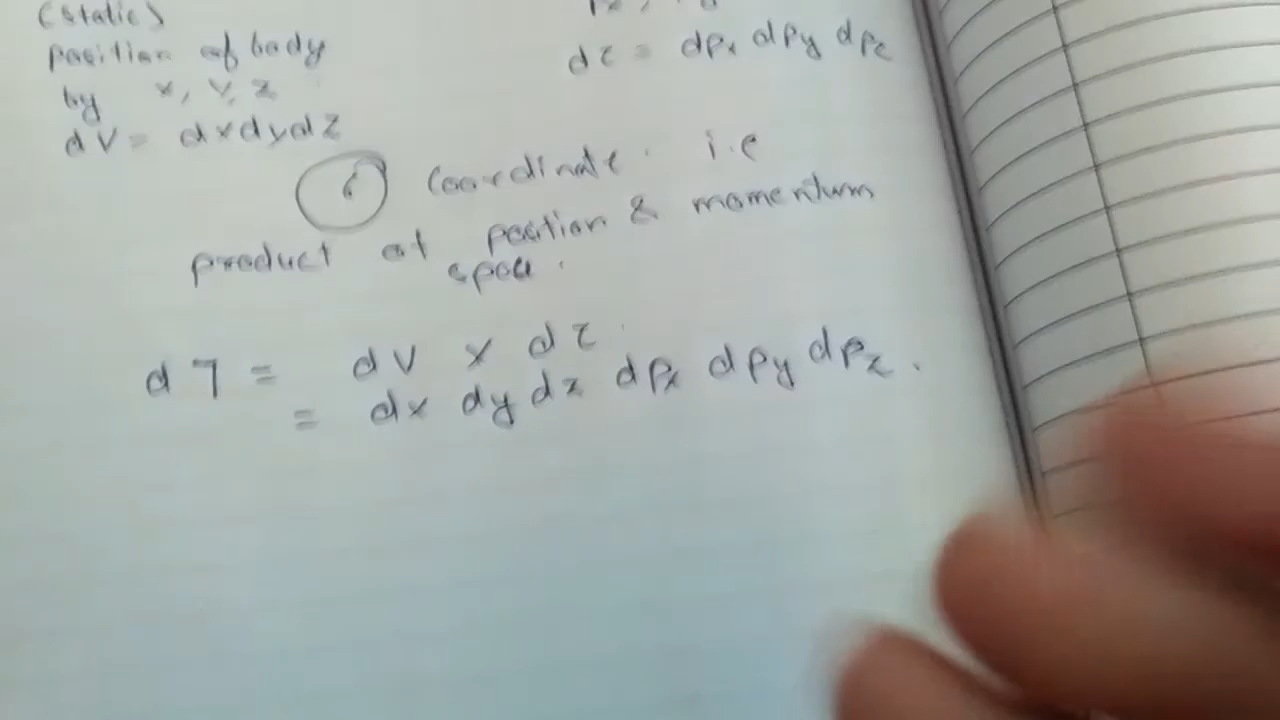 (static)
position of body
by x, y, z
dV = dxdydz
dτ = dpx dpy dpz
6 coordinate. i.e
product of position & momentum
space.
dT = dV x dτ
= dx dy dz dpx dpy dpz.